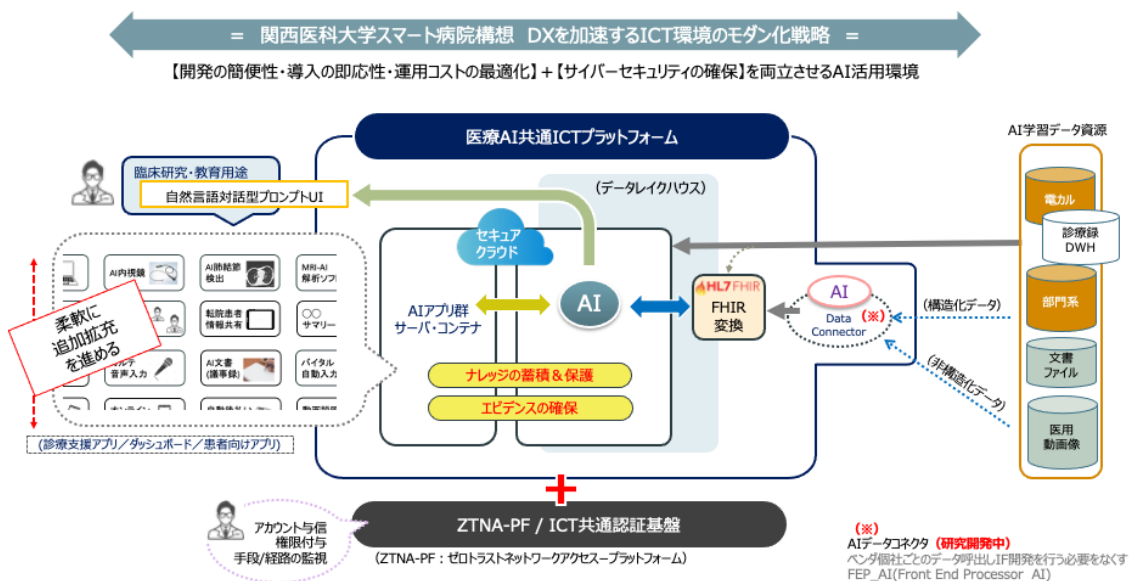 = 関西医科大学スマート病院構想 DXを加速するICT環境のモダン化戦略 =
【開発の簡便性・導入の即応性・運用コストの最適化】+【サイバーセキュリティの確保】を両立させるAI活用環境
医療AI共通ICTプラットフォーム
AI学習データ資源
臨床研究・教育用途
自然言語対話型プロンプトUI
(データレイクハウス)
セキュア
クラウド
電カル
診療録
DWH
部門系
文書
ファイル
医用
動画像
AI内視鏡
AI肺結節
検出
MRI-AI
解析ソフ
転院患者
情報共有
○○
サマリー
音声入力
AI文書
(議事録)
バイタル
自動入力
柔軟に
追加拡充
を進める
AIアプリ群
サーバ・コンテナ
AI
HL7 FHIR
FHIR
変換
AI
Data
Connector
(※)
(構造化データ)
(非構造化データ)
ナレッジの蓄積&保護
エビデンスの確保
(診療支援アプリ/ダッシュボード/患者向けアプリ)
+
アカウント与信
権限付与
手段/経路の監視
ZTNA-PF / ICT共通認証基盤
(ZTNA-PF:ゼロトラストネットワークアクセスープラットフォーム)
(※)
AIデータコネクタ(研究開発中)
ベンダ個社ごとのデータ呼出しIF開発を行う必要をなくす
FEP_AI(Front End Processor AI)